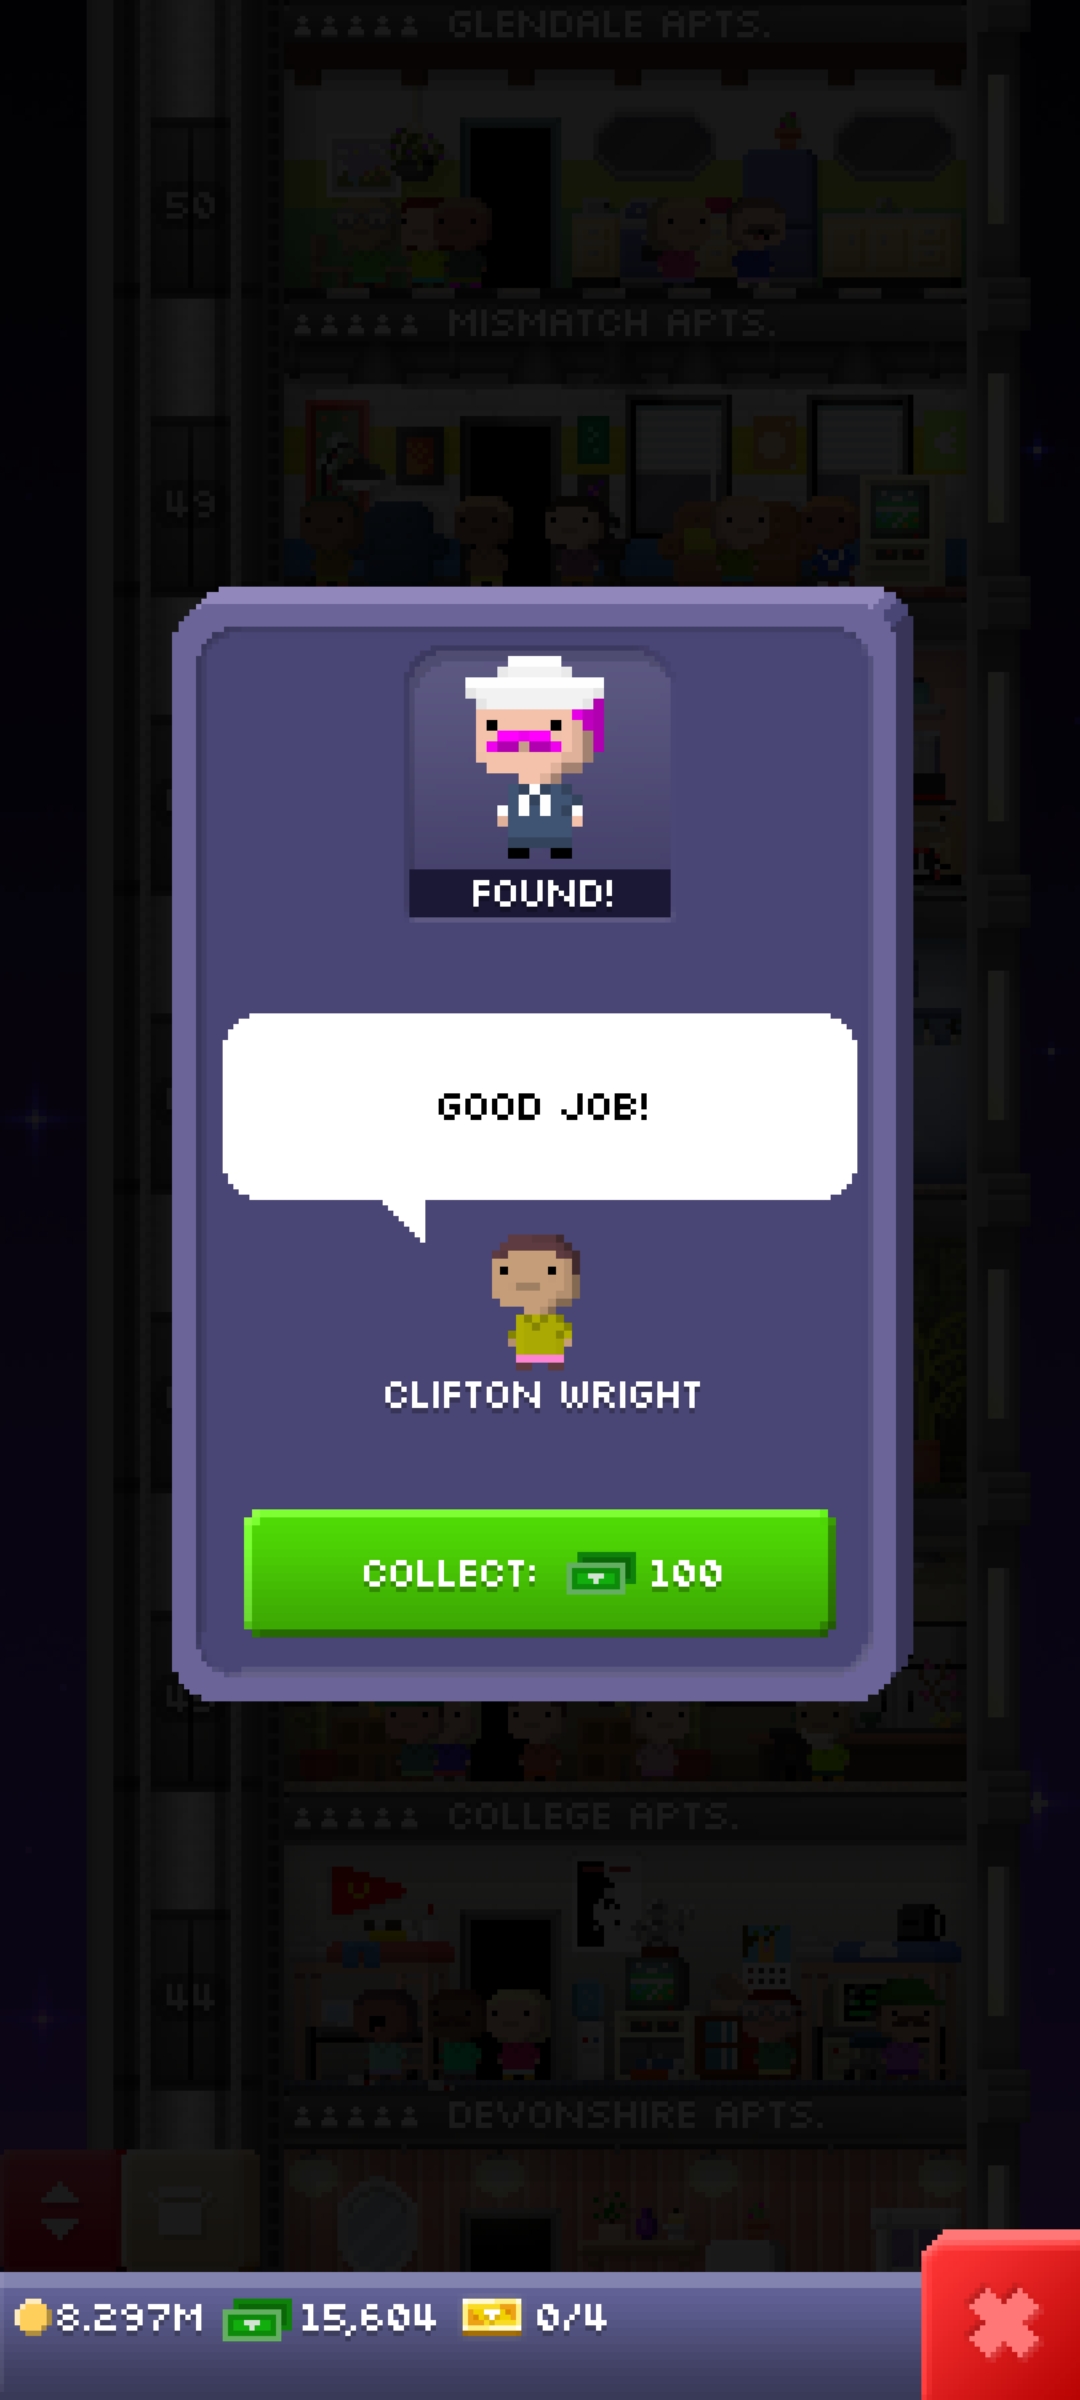 GLENDALE APTS.
50
MISMATCH APTS.
49
FOUND!
GOOD JOB!
CLIFTON WRIGHT
COLLECT: 100
COLLEGE APTS.
44
DEVONSHIRE APTS.
8.297M 15,604 0/4